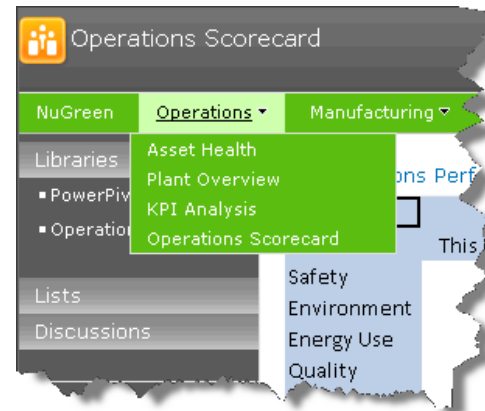 Operations Scorecard
NuGreen Operations Manufacturing
Asset Health
Plant Overview
KPI Analysis
Operations Scorecard
Libraries
Lists
Discussions
This
Safety
Environment
Energy Use
Quality